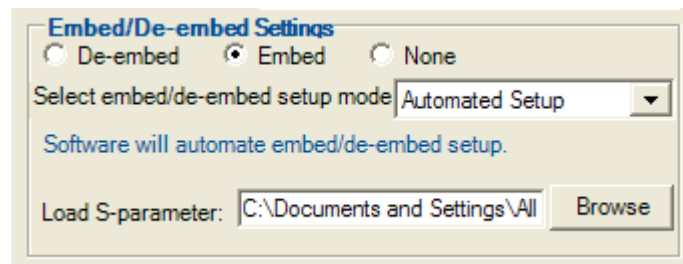 Embed/De-embed Settings
De-embed Embed None
Select embed/de-embed setup mode Automated Setup
Software will automate embed/de-embed setup.
Load S-parameter: C:\Documents and Settings\All Browse